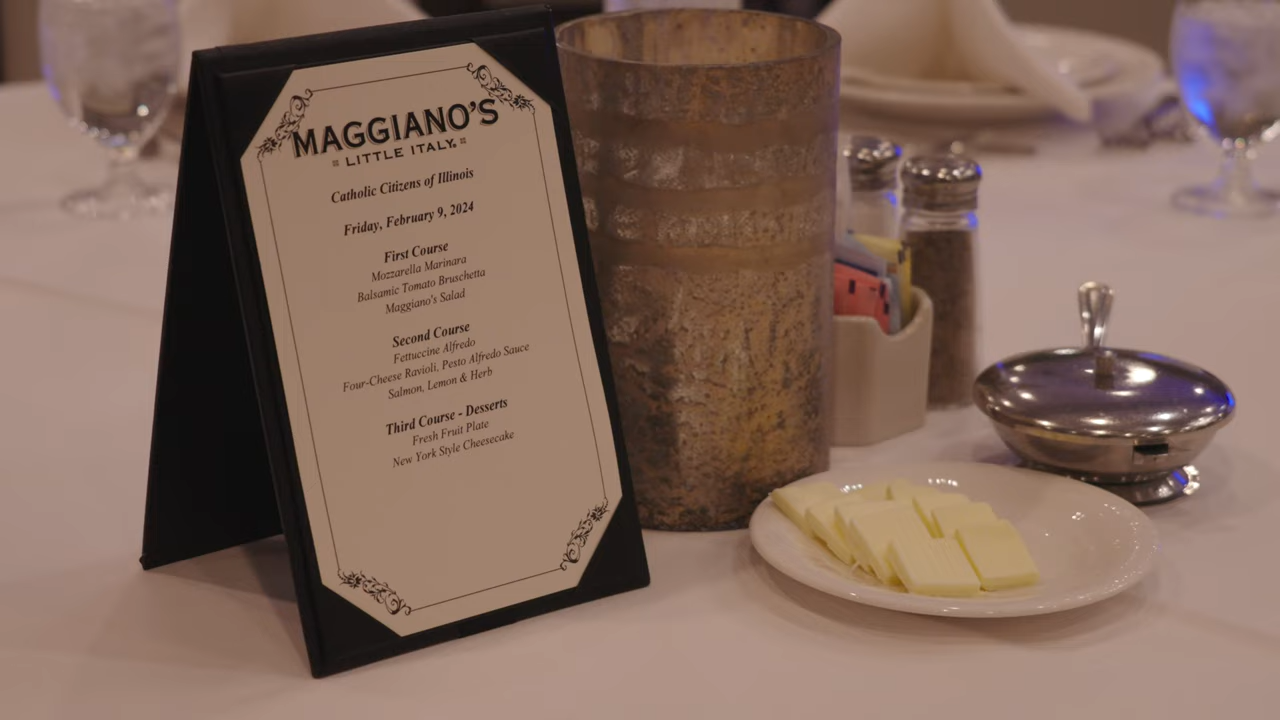 MAGGIANO'S
LITTLE ITALY.
Catholic Citizens of Illinois
Friday, February 9, 2024
First Course
Mozzarella Marinara
Balsamic Tomato Bruschetta
Maggiano's Salad
Second Course
Fettuccine Alfredo
Four-Cheese Ravioli, Pesto Alfredo Sauce
Salmon, Lemon & Herb
Third Course - Desserts
Fresh Fruit Plate
New York Style Cheesecake